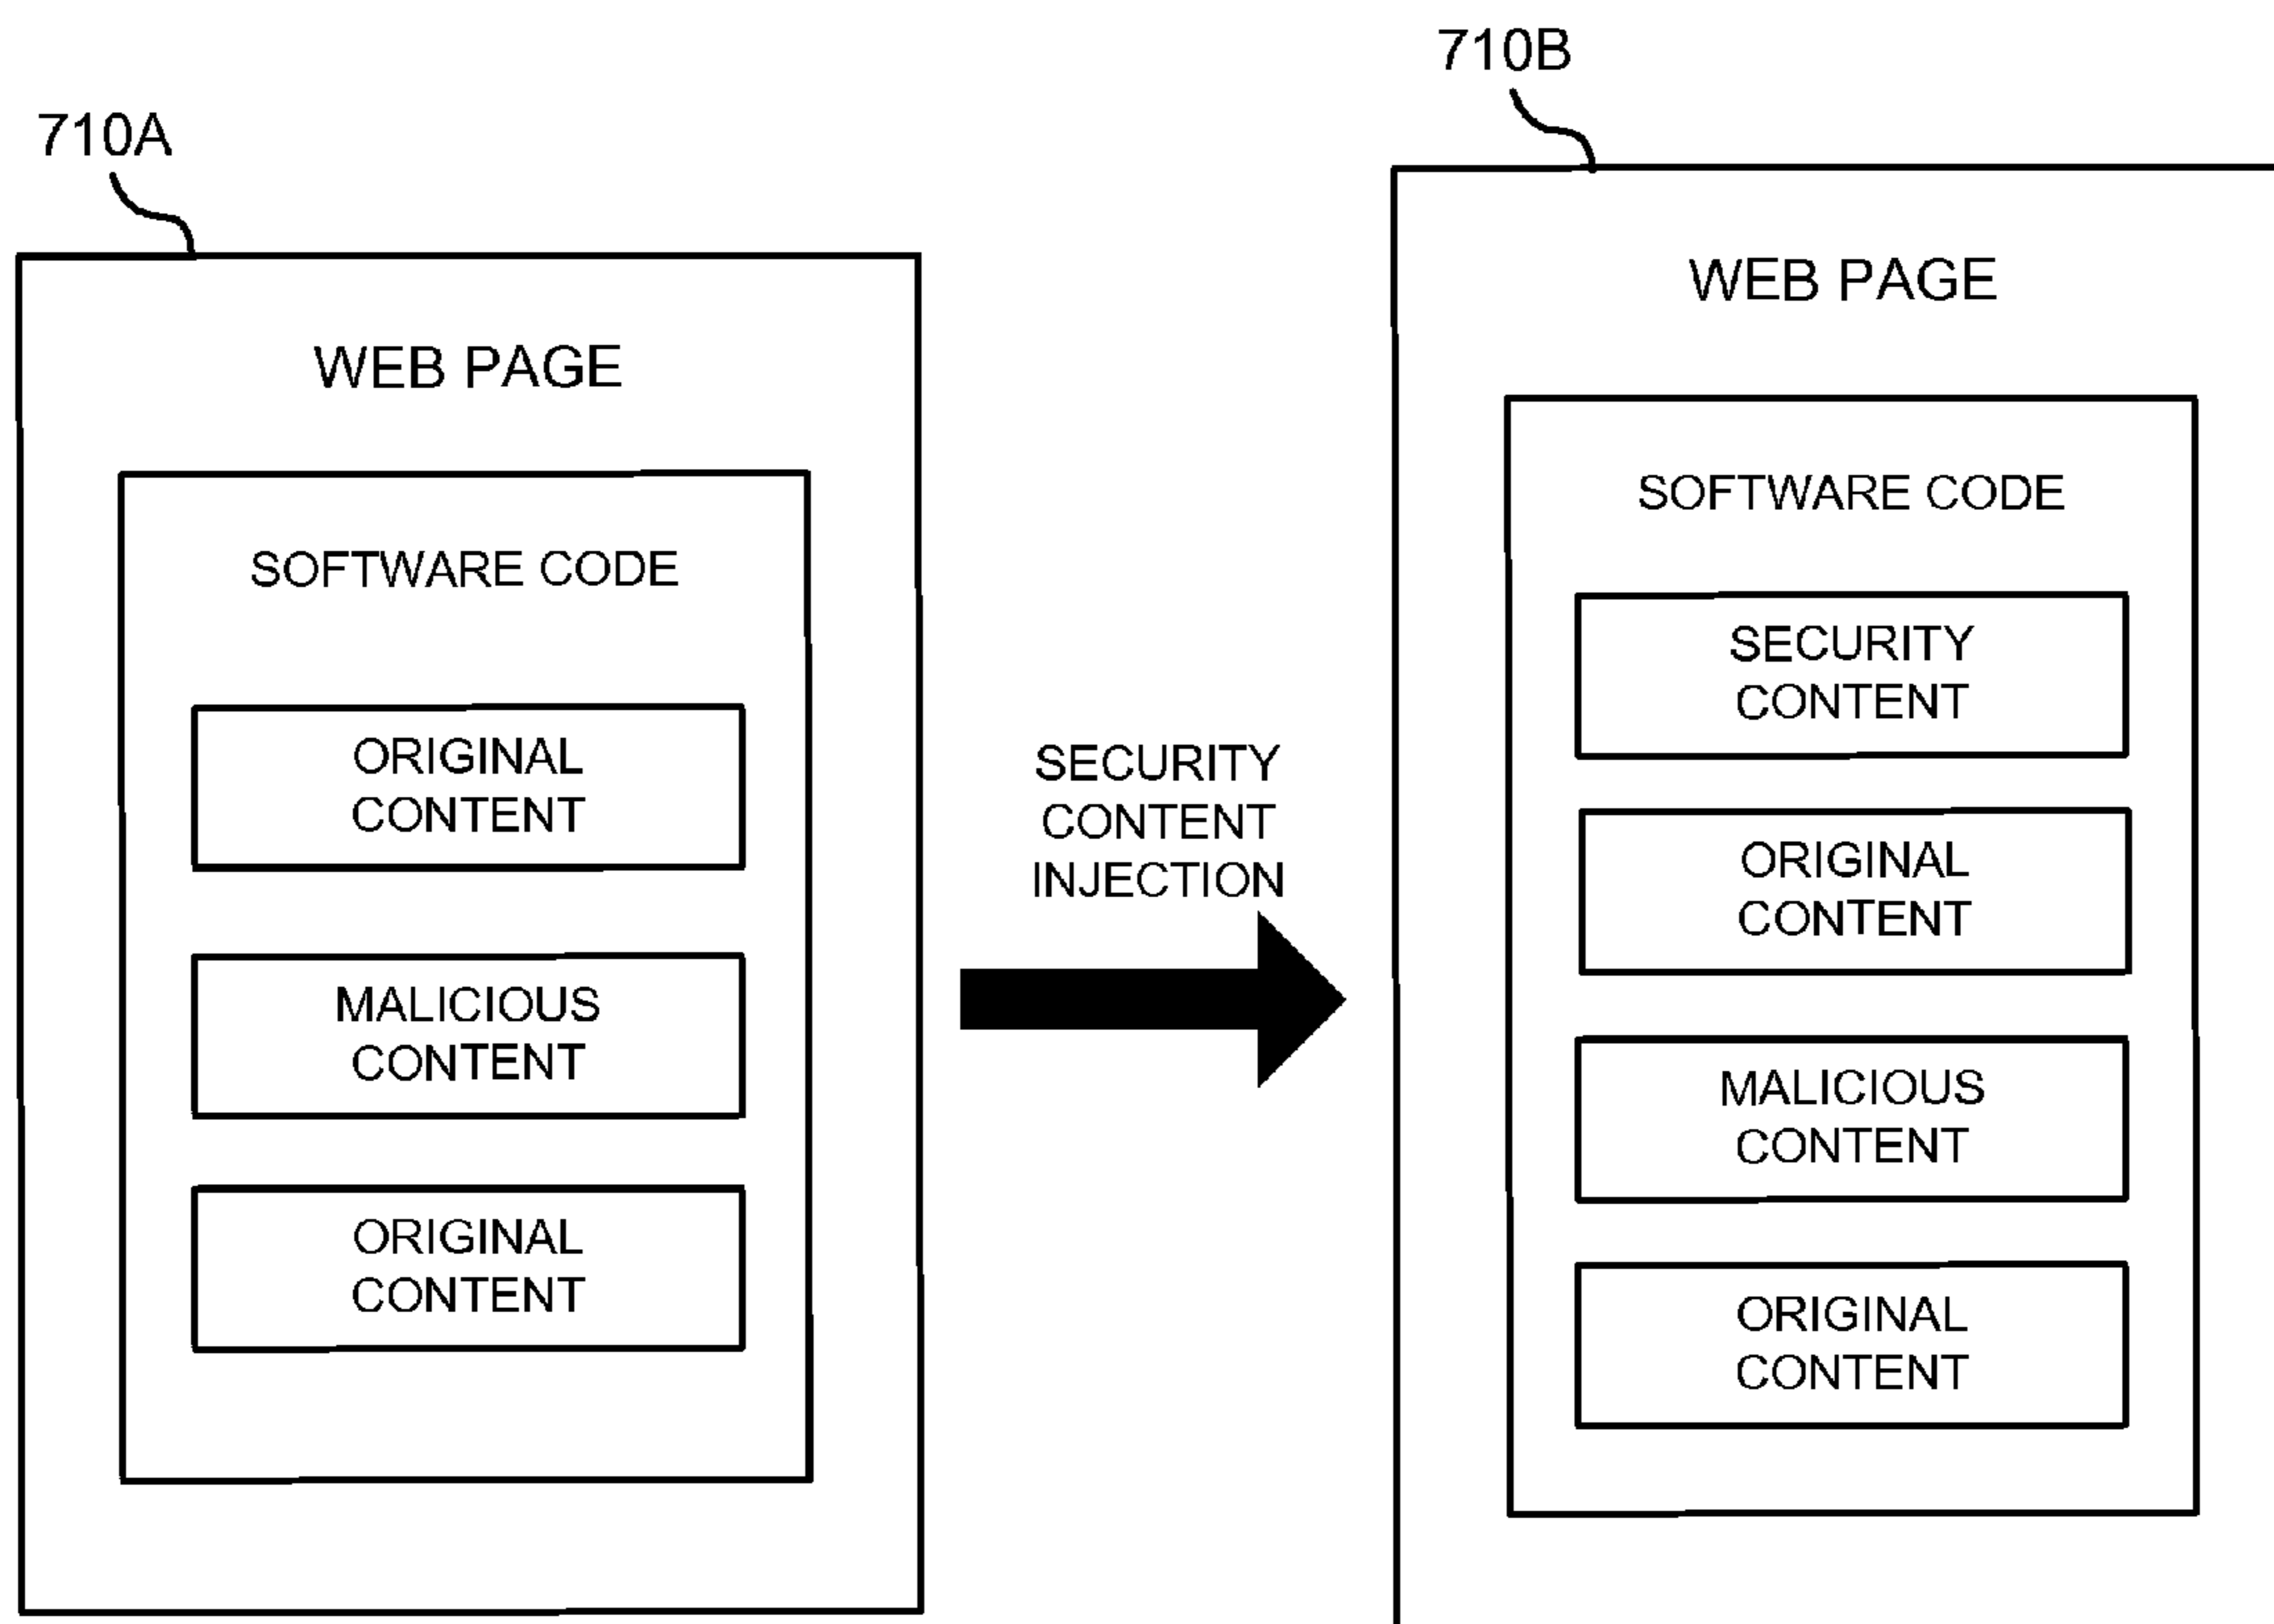 710A
WEB PAGE
SOFTWARE CODE
ORIGINAL
CONTENT
MALICIOUS
CONTENT
ORIGINAL
CONTENT
SECURITY
CONTENT
INJECTION
710B
WEB PAGE
SOFTWARE CODE
SECURITY
CONTENT
ORIGINAL
CONTENT
MALICIOUS
CONTENT
ORIGINAL
CONTENT